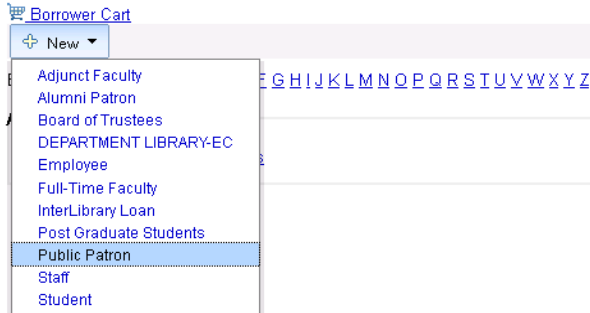 Borrower Cart
New
Adjunct Faculty
F G H I J K L M N O P Q R S T U V W X Y Z
Alumni Patron
Board of Trustees
DEPARTMENT LIBRARY-EC
Employee
Full-Time Faculty
InterLibrary Loan
Post Graduate Students
Public Patron
Staff
Student